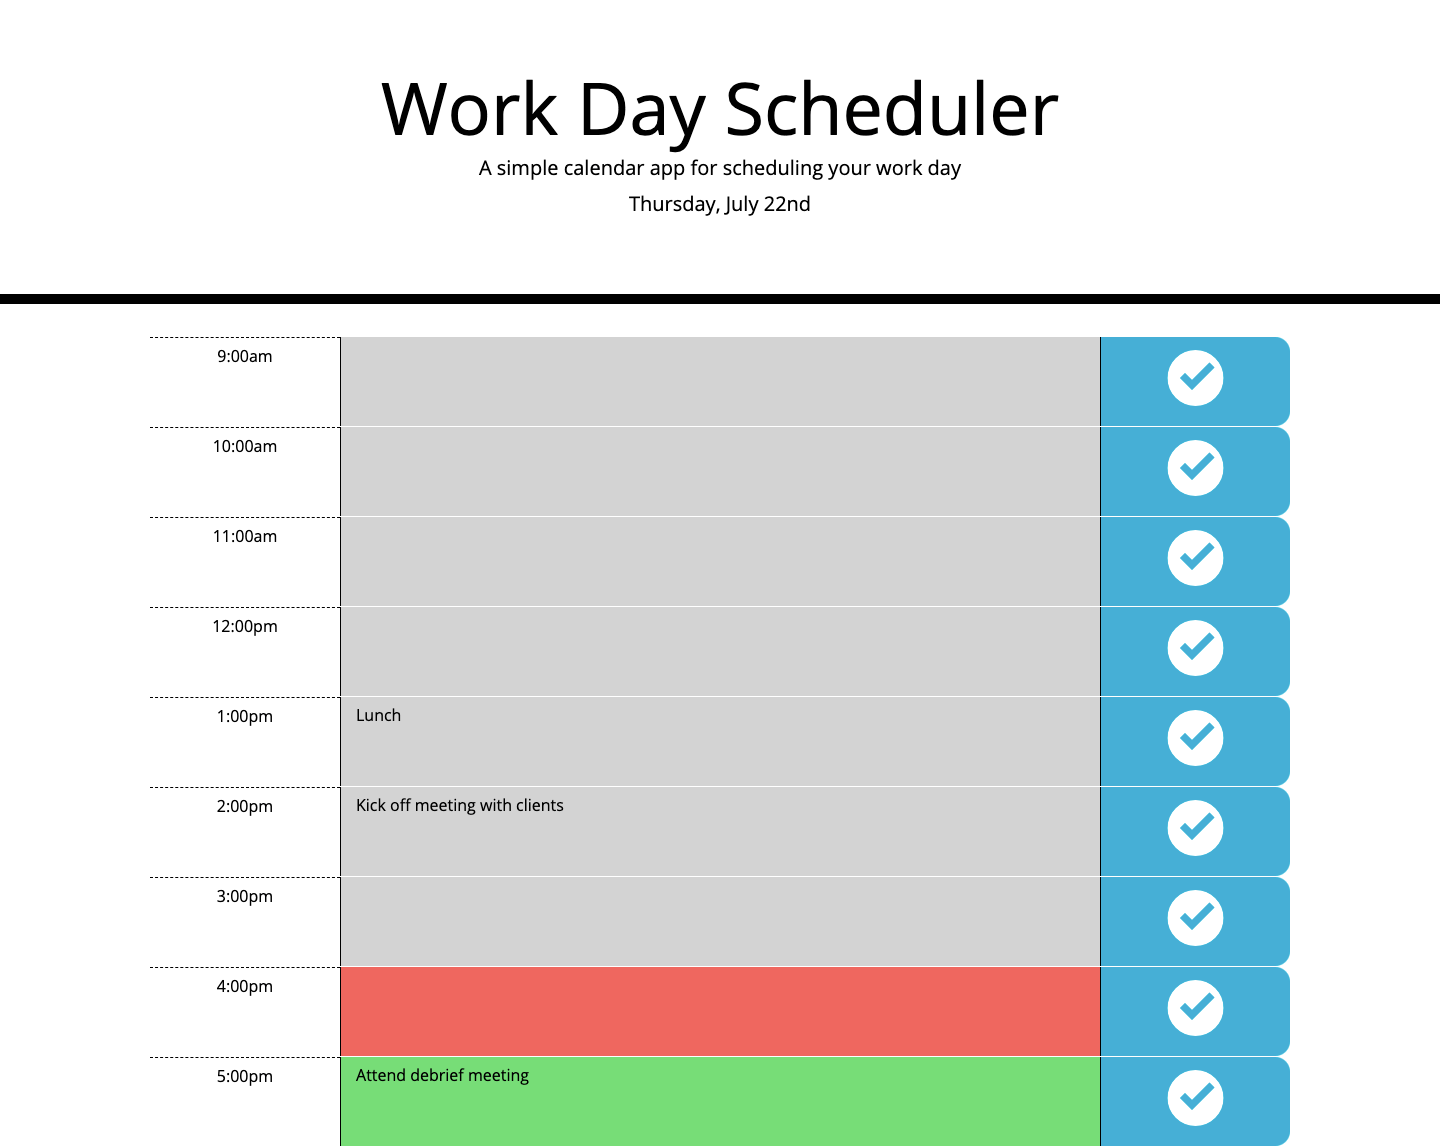 Work Day Scheduler
A simple calendar app for scheduling your work day
Thursday, July 22nd
9:00am
10:00am
11:00am
12:00pm
1:00pm Lunch
2:00pm Kick off meeting with clients
3:00pm
4:00pm
5:00pm Attend debrief meeting